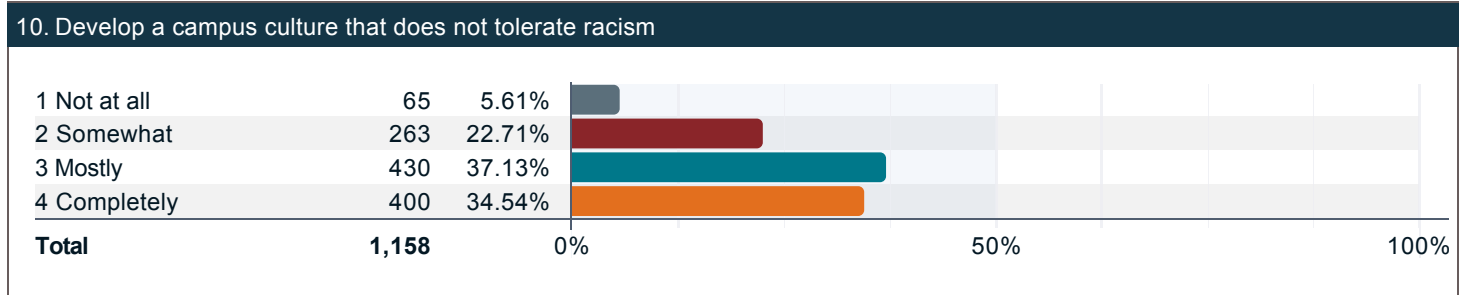 10. Develop a campus culture that does not tolerate racism
1 Not at all 65 5.61%
2 Somewhat 263 22.71%
3 Mostly 430 37.13%
4 Completely 400 34.54%
Total 1,158 0% 50% 100%